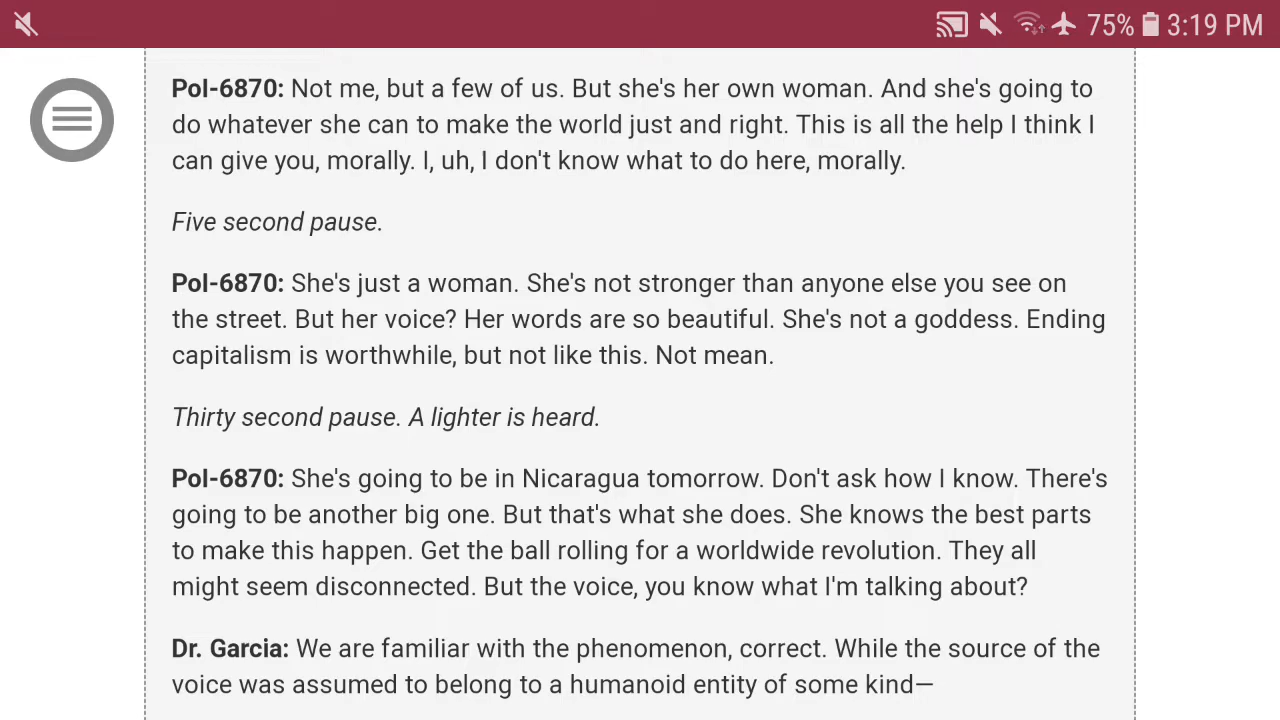 75% 3:19 PM
PoI-6870: Not me, but a few of us. But she's her own woman. And she's going to
do whatever she can to make the world just and right. This is all the help I think I
can give you, morally. I, uh, I don't know what to do here, morally.
Five second pause.
PoI-6870: She's just a woman. She's not stronger than anyone else you see on
the street. But her voice? Her words are so beautiful. She's not a goddess. Ending
capitalism is worthwhile, but not like this. Not mean.
Thirty second pause. A lighter is heard.
PoI-6870: She's going to be in Nicaragua tomorrow. Don't ask how I know. There's
going to be another big one. But that's what she does. She knows the best parts
to make this happen. Get the ball rolling for a worldwide revolution. They all
might seem disconnected. But the voice, you know what I'm talking about?
Dr. Garcia: We are familiar with the phenomenon, correct. While the source of the
voice was assumed to belong to a humanoid entity of some kind—